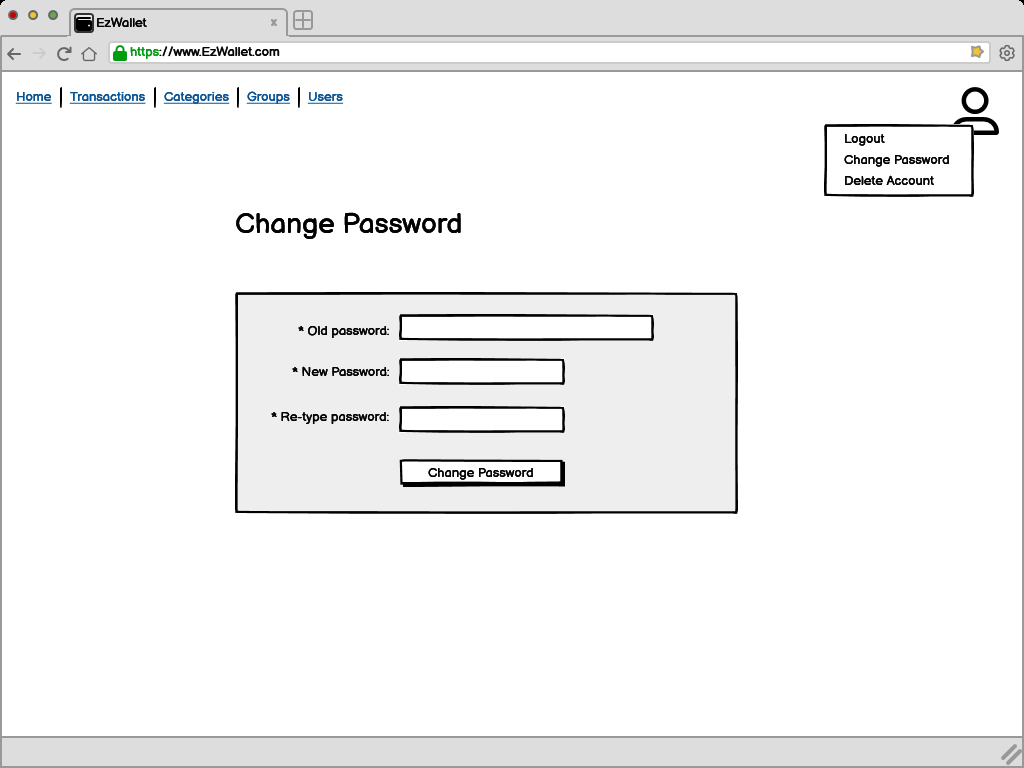 EzWallet x
https://www.EzWallet.com
Home Transactions Categories Groups Users
Logout
Change Password
Delete Account
Change Password
* Old password:
* New Password:
* Re-type password:
Change Password